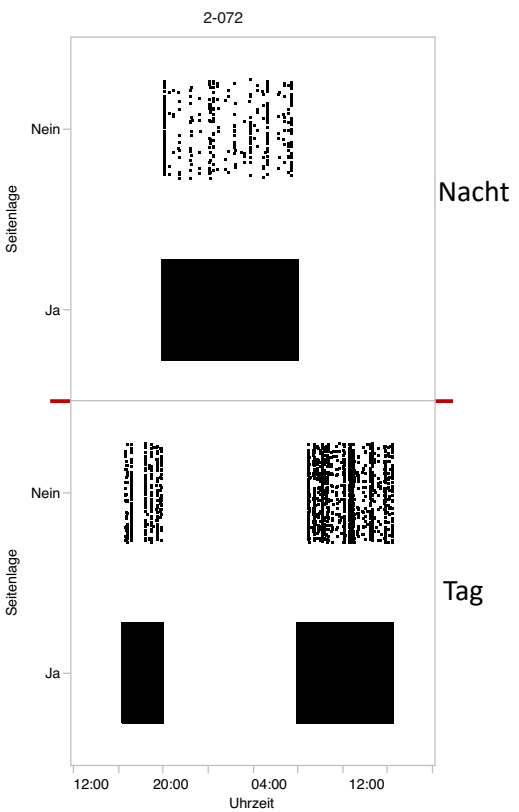 2-072
Nein
Seitenlage
Ja
Nacht
Nein
Seitenlage
Ja
Tag
12:00 20:00 04:00 12:00
Uhrzeit